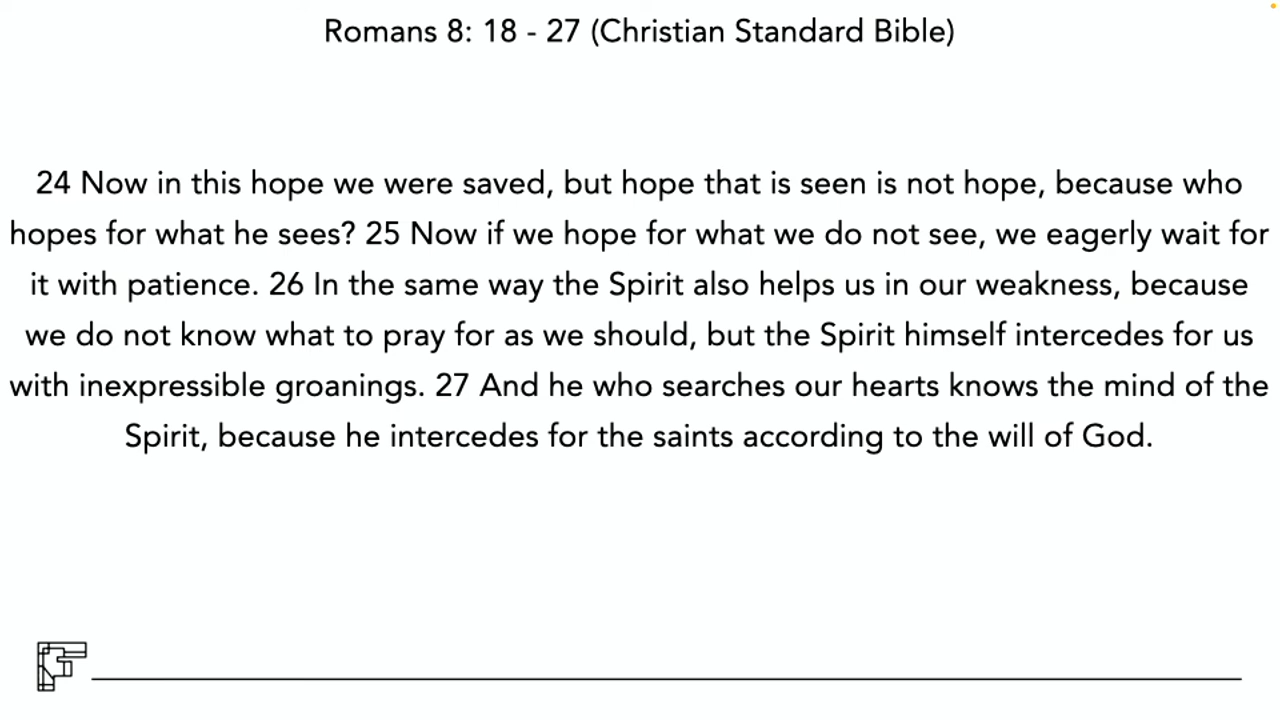 Romans 8: 18 - 27 (Christian Standard Bible)
24 Now in this hope we were saved, but hope that is seen is not hope, because who
hopes for what he sees? 25 Now if we hope for what we do not see, we eagerly wait for
it with patience. 26 In the same way the Spirit also helps us in our weakness, because
we do not know what to pray for as we should, but the Spirit himself intercedes for us
with inexpressible groanings. 27 And he who searches our hearts knows the mind of the
Spirit, because he intercedes for the saints according to the will of God.